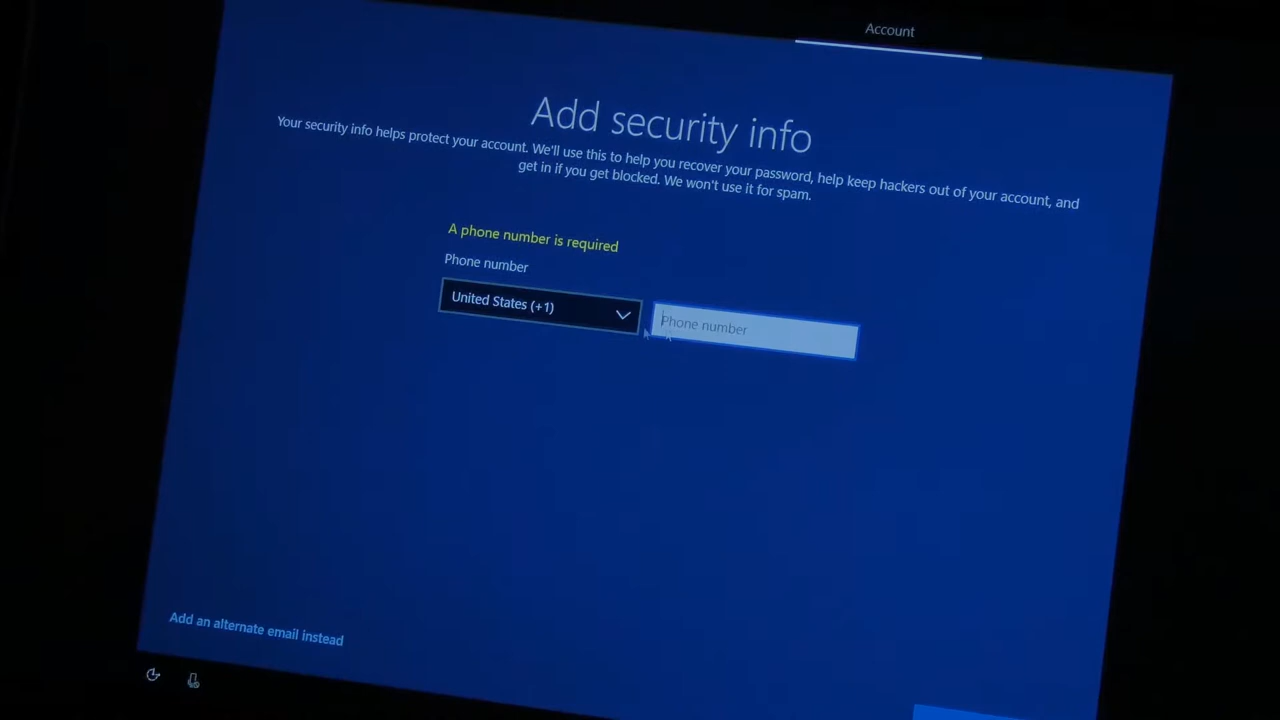 Account
Add security info
Your security info helps protect your account. We'll use this to help you recover your password, help keep hackers out of your account, and
get in if you get blocked. We won't use it for spam.
A phone number is required
Phone number
United States (+1)
Phone number
Add an alternate email instead